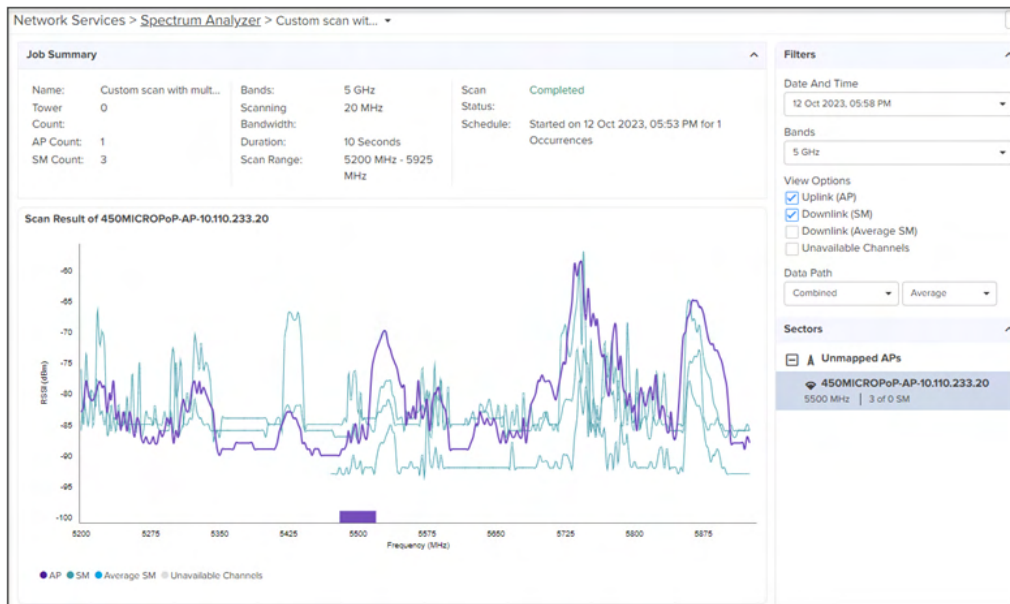 Network Services > Spectrum Analyzer > Custom scan wit...
Job Summary
Name: Custom scan with mult...
Tower Count: 0
AP Count: 1
SM Count: 3
Bands: 5 GHz
Scanning Bandwidth: 20 MHz
Duration: 10 Seconds
Scan Range: 5200 MHz - 5925 MHz
Scan Status: Completed
Schedule: Started on 12 Oct 2023, 05:53 PM for 1 Occurrences
Scan Result of 450MICROPoP-AP-10.110.233.20
RSSI (dBm)
-60
-65
-70
-75
-80
-85
-90
-95
-100
5200 5275 5350 5425 5500 5575 5650 5725 5800 5875
Frequency (MHz)
AP SM Average SM Unavailable Channels
Filters
Date And Time
12 Oct 2023, 05:58 PM
Bands
5 GHz
View Options
Uplink (AP)
Downlink (SM)
Downlink (Average SM)
Unavailable Channels
Data Path
Combined Average
Sectors
Unmapped APs
450MICROPoP-AP-10.110.233.20
5500 MHz | 3 of 0 SM